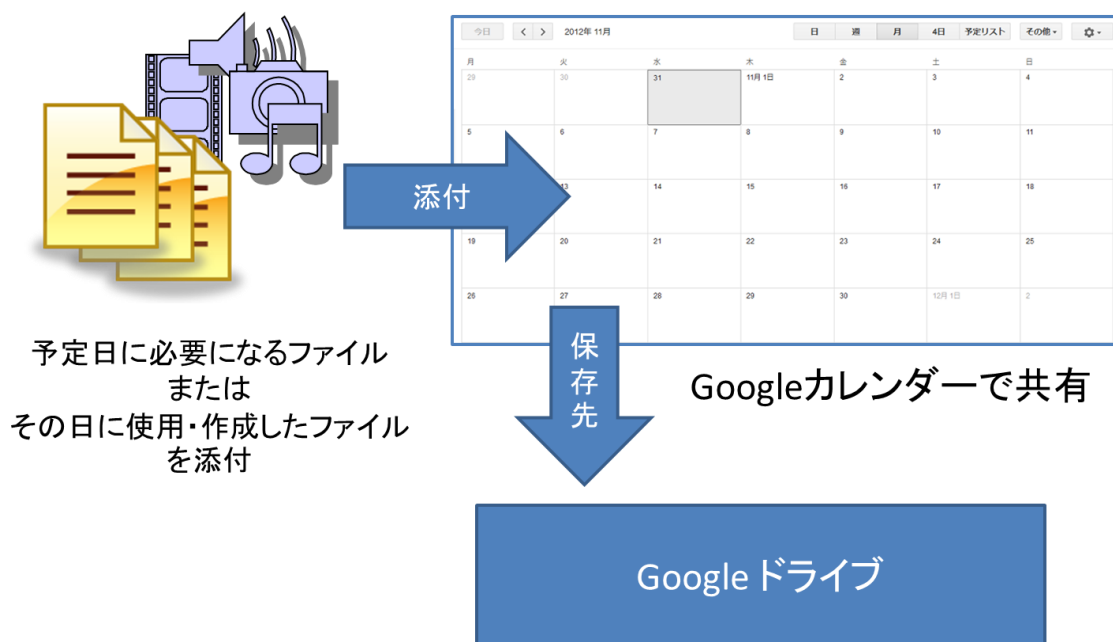 今日 < > 2012年 11月 日 週 月 4日 予定リスト その他
月 火 水 木 金 土 日
29 30 31 11月 1日 2 3 4
5 6 7 8 9 10 11
13 14 15 16 17 18
19 20 21 22 23 24 25
26 27 28 29 30 12月 1日 2
添付
予定日に必要になるファイル
または
その日に使用・作成したファイル
を添付
保存先
Googleカレンダーで共有
Google ドライブ